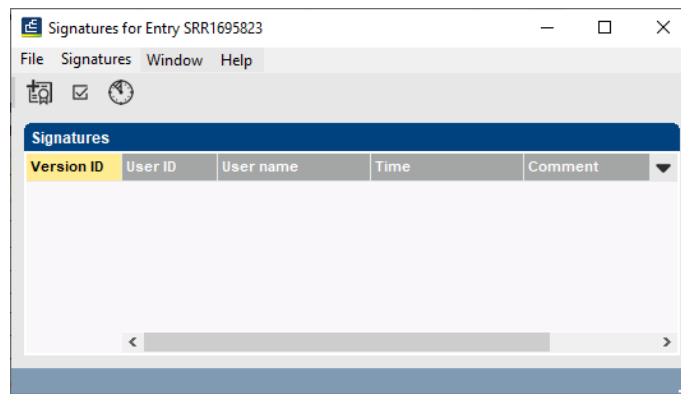 Signatures for Entry SRR1695823
File Signatures Window Help
Signatures
Version ID User ID User name Time Comment